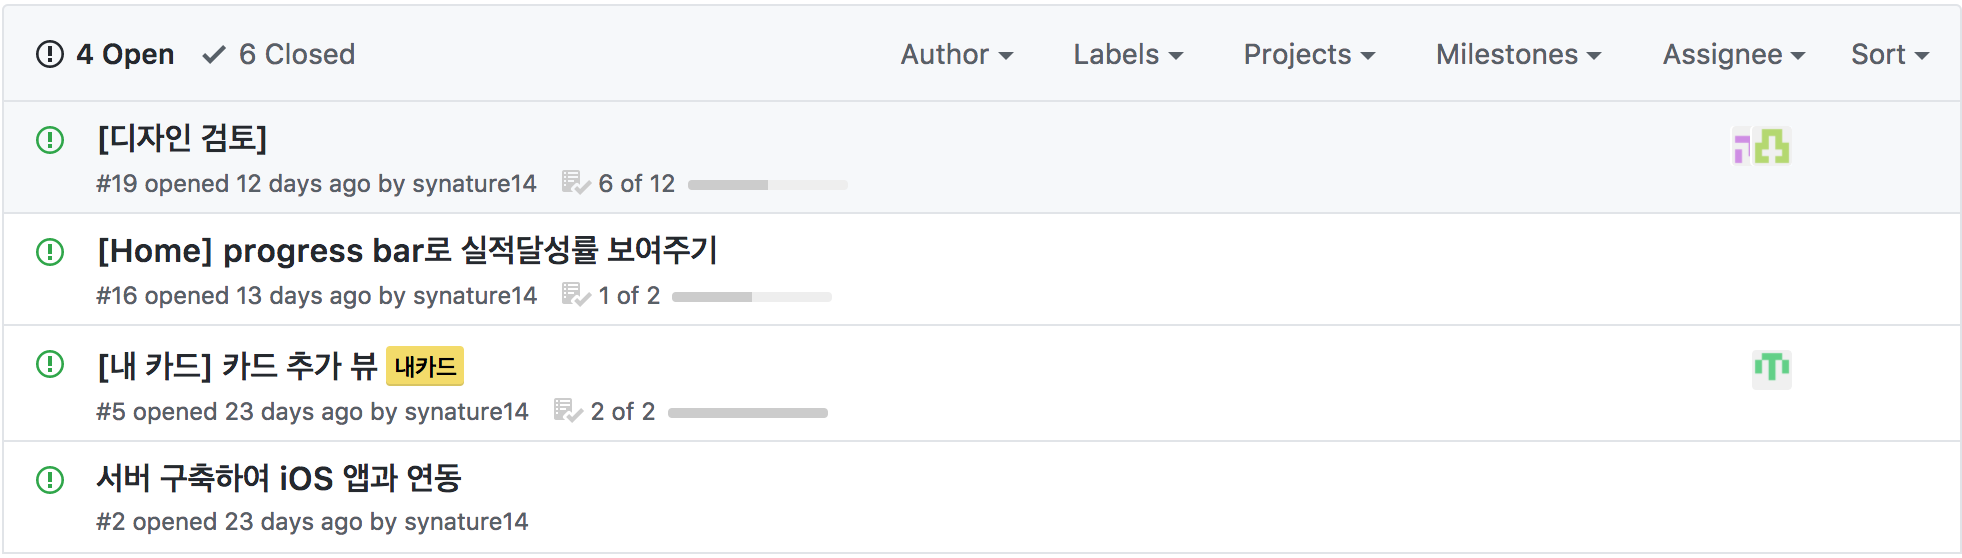 4 Open 6 Closed Author Labels Projects Milestones Assignee Sort
[디자인 검토]
#19 opened 12 days ago by synature14 6 of 12
[Home] progress bar로 실적달성률 보여주기
#16 opened 13 days ago by synature14 1 of 2
[내 카드] 카드 추가 뷰 내카드
#5 opened 23 days ago by synature14 2 of 2
서버 구축하여 iOS 앱과 연동
#2 opened 23 days ago by synature14